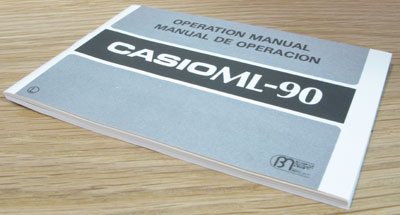 OPERATION MANUAL
MANUAL DE OPERACION
CASIO ML-90